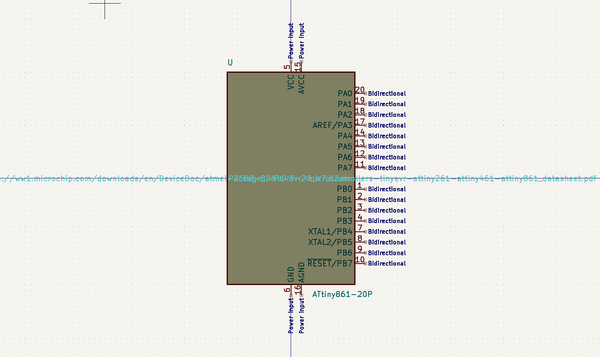 Power Input
Power Input
5
15
U
VCC
AVCC
PA0 20 Bidirectional
PA1 19 Bidirectional
PA2 18 Bidirectional
AREF/PA3 17 Bidirectional
PA4 14 Bidirectional
PA5 13 Bidirectional
PA6 12 Bidirectional
PA7 11 Bidirectional
//ww1.microchip.com/downloads/en/DeviceDoc/atmel-
attiny261-attiny461-attiny861_datasheet.pdf
PB0 1 Bidirectional
PB1 2 Bidirectional
PB2 3 Bidirectional
PB3 4 Bidirectional
XTAL1/PB4 7 Bidirectional
XTAL2/PB5 8 Bidirectional
PB6 9 Bidirectional
RESET/PB7 10 Bidirectional
GND
AGND
6
16
ATtiny861-20P
Power Input
Power Input